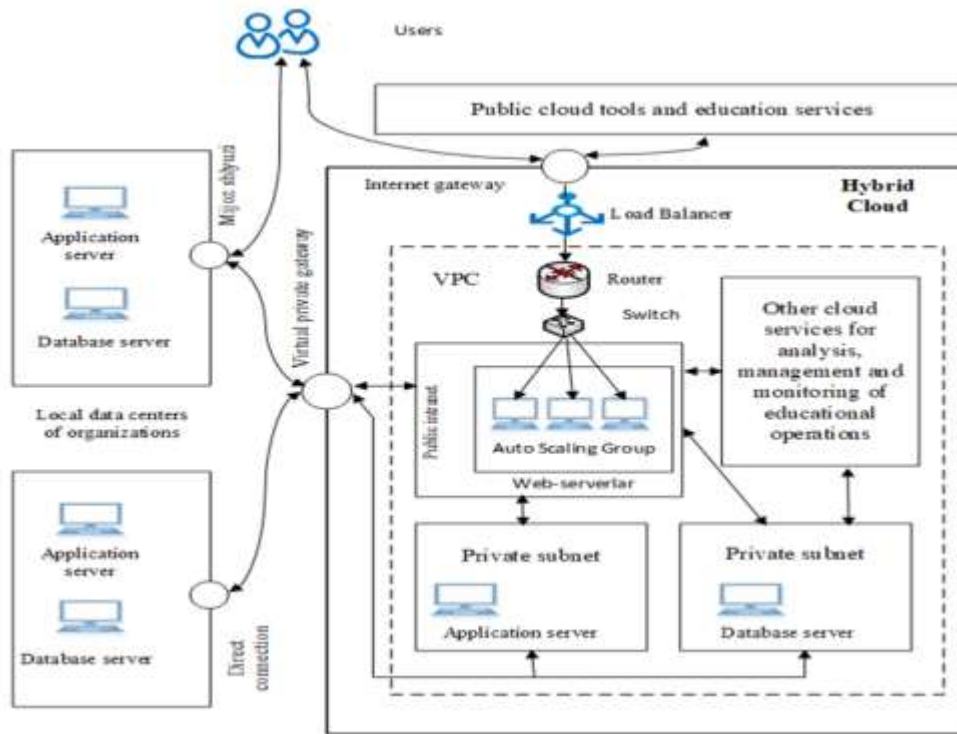 Users
Public cloud tools and education services
Internet gateway
Hybrid
Cloud
Load Balancer
Mijoz shlyuzi
Application
server
Database server
Virtual private gateway
VPC
Router
Switch
Other cloud
services for
analysis,
management and
monitoring of
educational
operations
Local data centers
of organizations
Public intranet
Auto Scaling Group
Web-serverlar
Application
server
Database server
Direct
connection
Private subnet
Application server
Private subnet
Database server